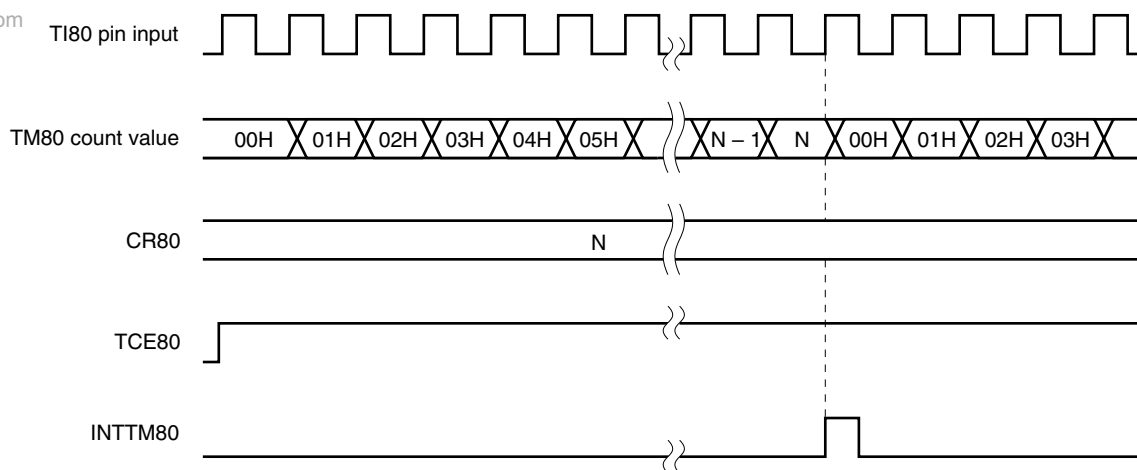 om
TI80 pin input
TM80 count value
00H 01H 02H 03H 04H 05H N – 1 N 00H 01H 02H 03H
CR80
N
TCE80
INTTM80